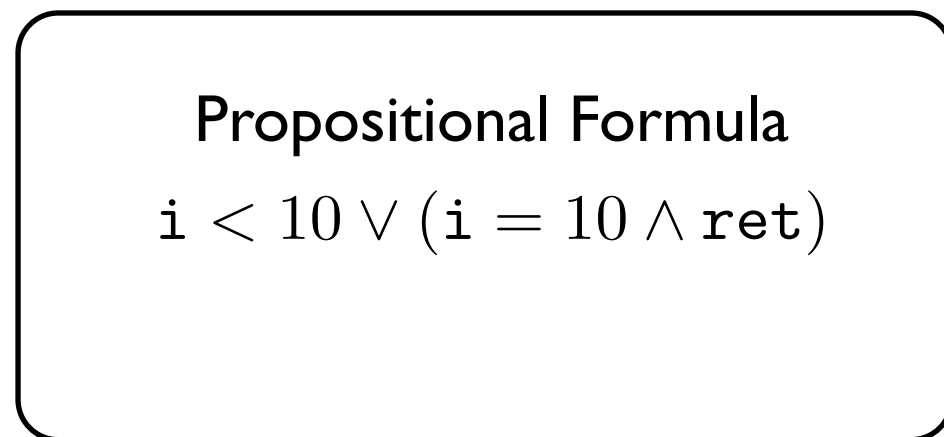 Propositional Formula
i < 10 ∨ (i = 10 ∧ ret)